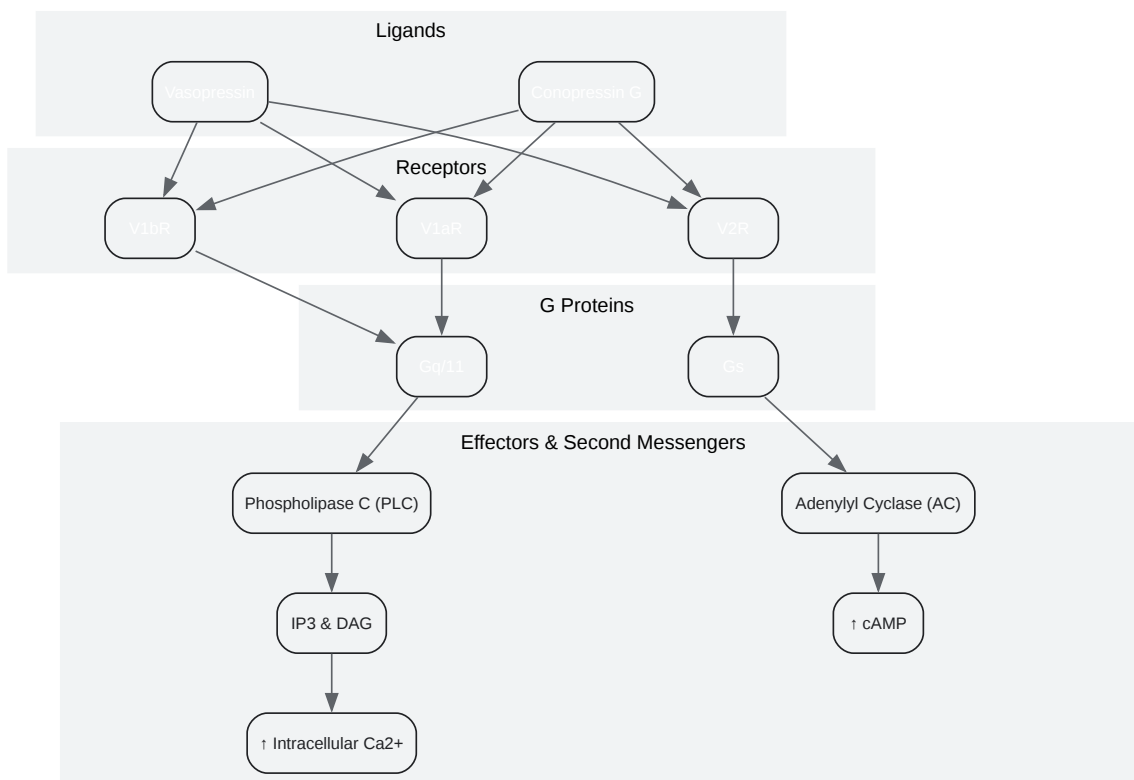 Ligands
Vasopressin
Conopressin G
Receptors
V1bR
V1aR
V2R
G Proteins
Gq/11
Gs
Effectors & Second Messengers
Phospholipase C (PLC)
Adenylyl Cyclase (AC)
IP3 & DAG
↑ cAMP
↑ Intracellular Ca2+